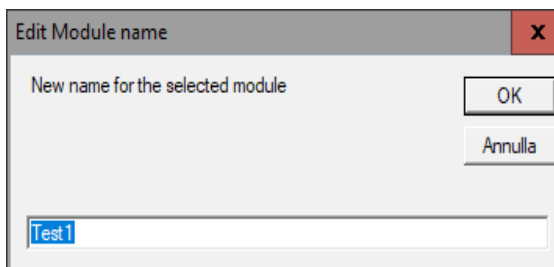 Edit Module name
x
New name for the selected module
OK
Annulla
Test1